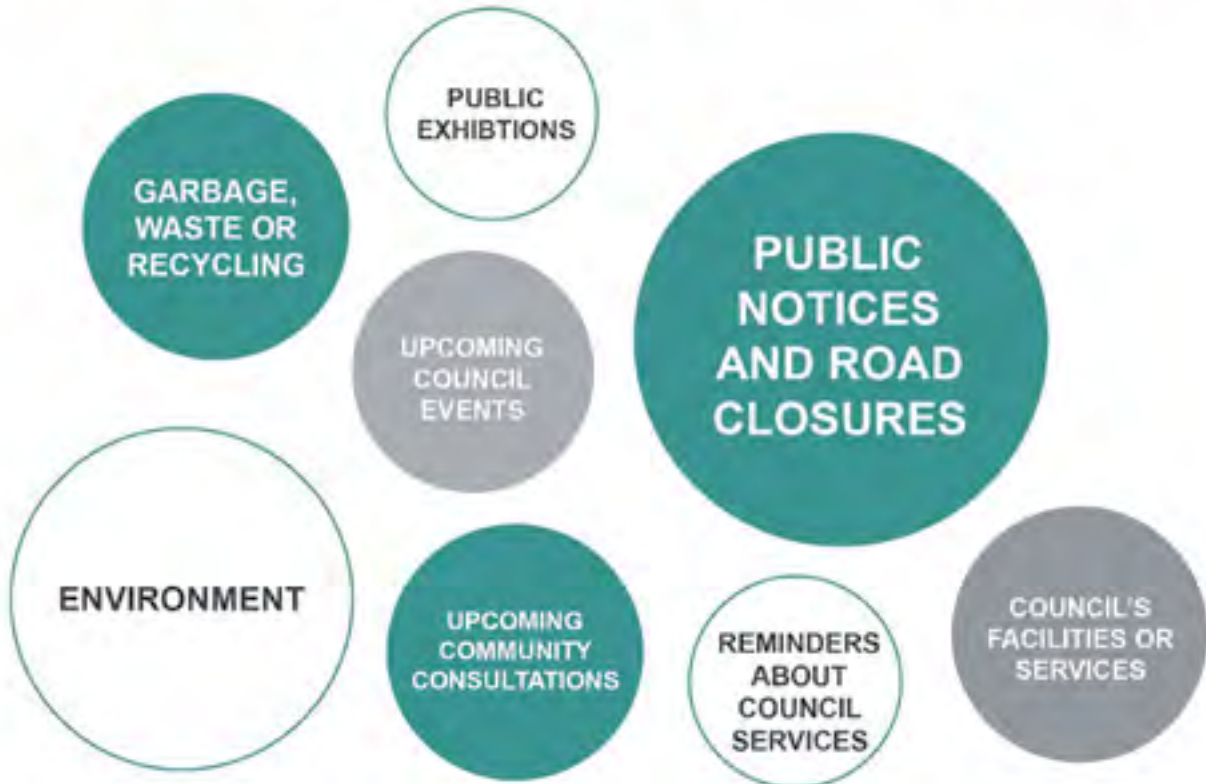 PUBLIC
EXHIBTIONS
GARBAGE,
WASTE OR
RECYCLING
PUBLIC
NOTICES
AND ROAD
CLOSURES
UPCOMING
COUNCIL
EVENTS
ENVIRONMENT
UPCOMING
COMMUNITY
CONSULTATIONS
REMINDERS
ABOUT
COUNCIL
SERVICES
COUNCIL'S
FACILITIES OR
SERVICES